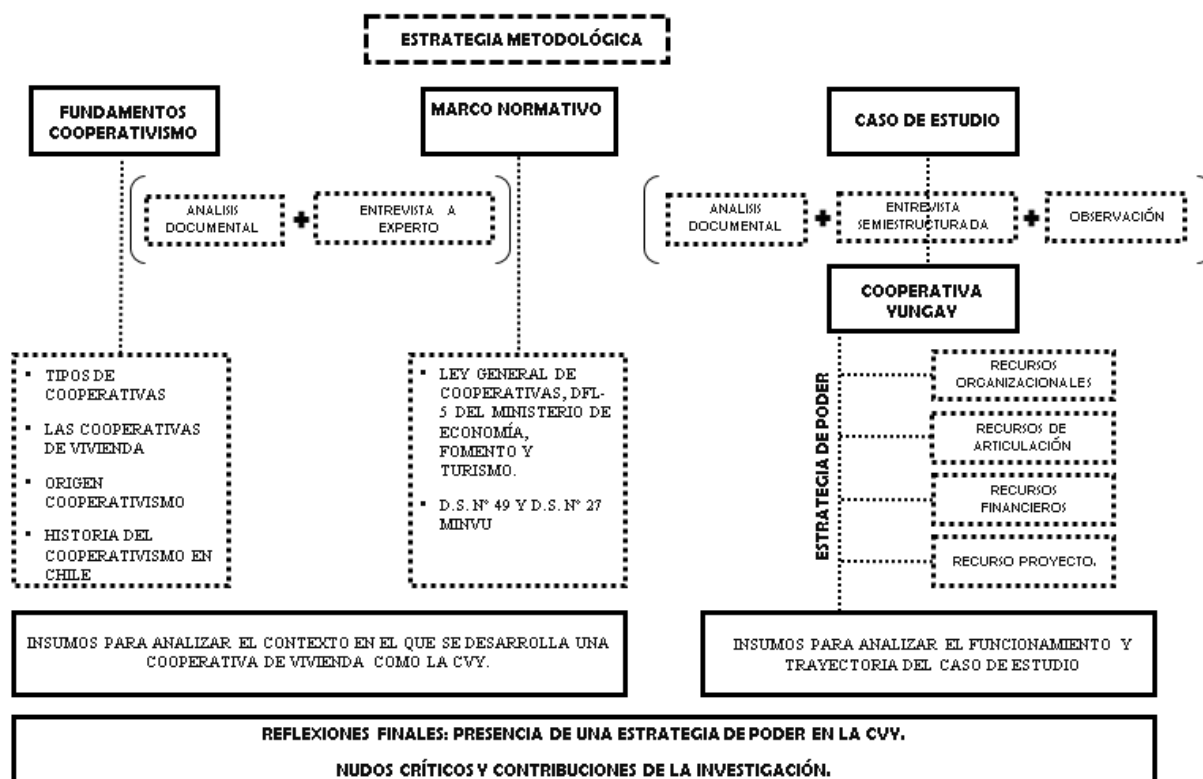 ESTRATEGIA METODOLÓGICA
FUNDAMENTOS
COOPERATIVISMO
MARCO NORMATIVO
CASO DE ESTUDIO
ANALISIS
DOCUMENTAL
+
ENTREVISTA A
EXPERTO
ANALISIS
DOCUMENTAL
+
ENTREVISTA
SEMIESTRUCTURADA
+
OBSERVACIÓN
COOPERATIVA
YUNGAY
▪ TIPOS DE
COOPERATIVAS
▪ LAS COOPERATIVAS
DE VIVIENDA
▪ ORIGEN
COOPERATIVISMO
▪ HISTORIA DEL
COOPERATIVISMO EN
CHILE
▪ LEY GENERAL DE
COOPERATIVAS, DFL-
5 DEL MINISTERIO DE
ECONOMÍA,
FOMENTO Y
TURISMO.
▪ D.S. N° 49 Y D.S. N° 27
MINVU
ESTRATEGIA DE PODER
RECURSOS
ORGANIZACIONALES
RECURSOS DE
ARTICULACIÓN
RECURSOS
FINANCIEROS
RECURSO PROYECTO.
INSUMOS PARA ANALIZAR EL CONTEXTO EN EL QUE SE DESARROLLA UNA
COOPERATIVA DE VIVIENDA COMO LA CVY.
INSUMOS PARA ANALIZAR EL FUNCIONAMIENTO Y
TRAYECTORIA DEL CASO DE ESTUDIO
REFLEXIONES FINALES: PRESENCIA DE UNA ESTRATEGIA DE PODER EN LA CVY.
NUDOS CRÍTICOS Y CONTRIBUCIONES DE LA INVESTIGACIÓN.